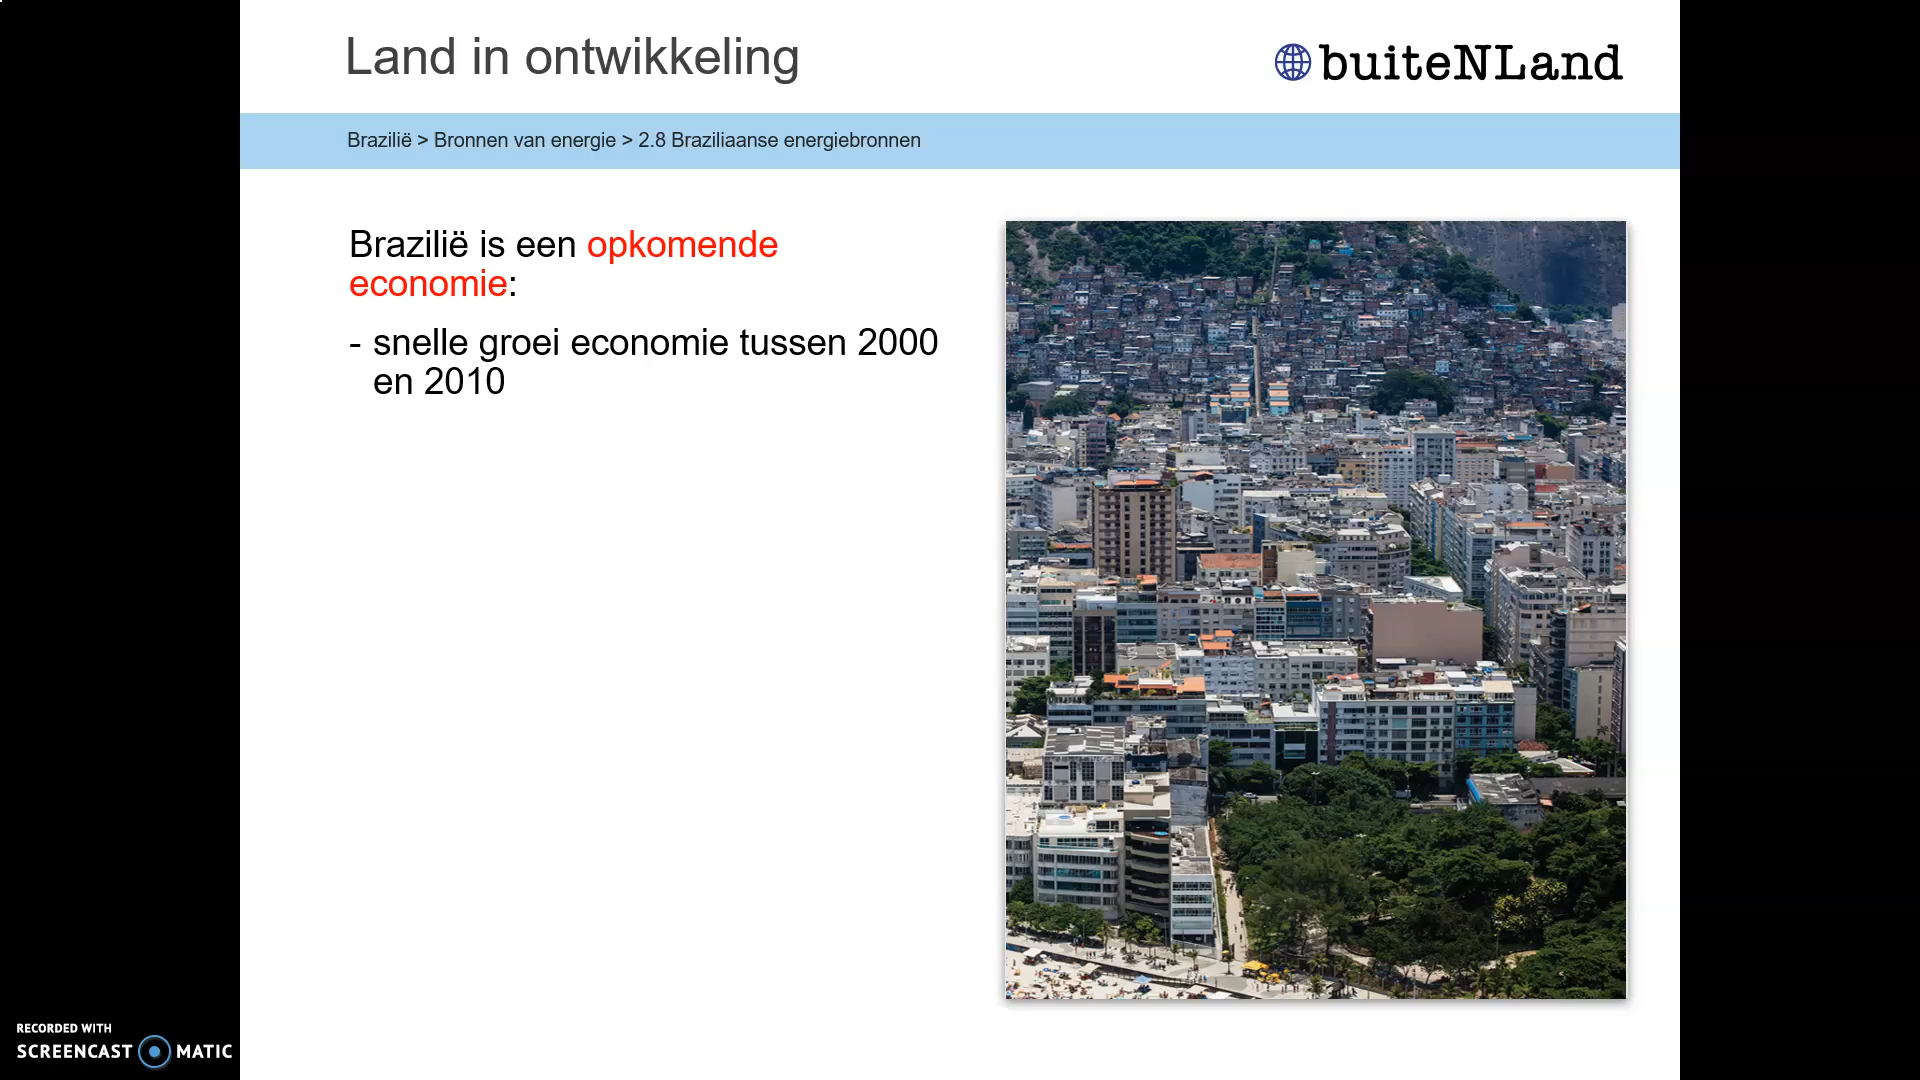 Land in ontwikkeling
buiteNLand
Brazilië > Bronnen van energie > 2.8 Braziliaanse energiebronnen
Brazilië is een opkomende
economie:
- snelle groei economie tussen 2000
en 2010
RECORDED WITH
SCREENCAST MATIC